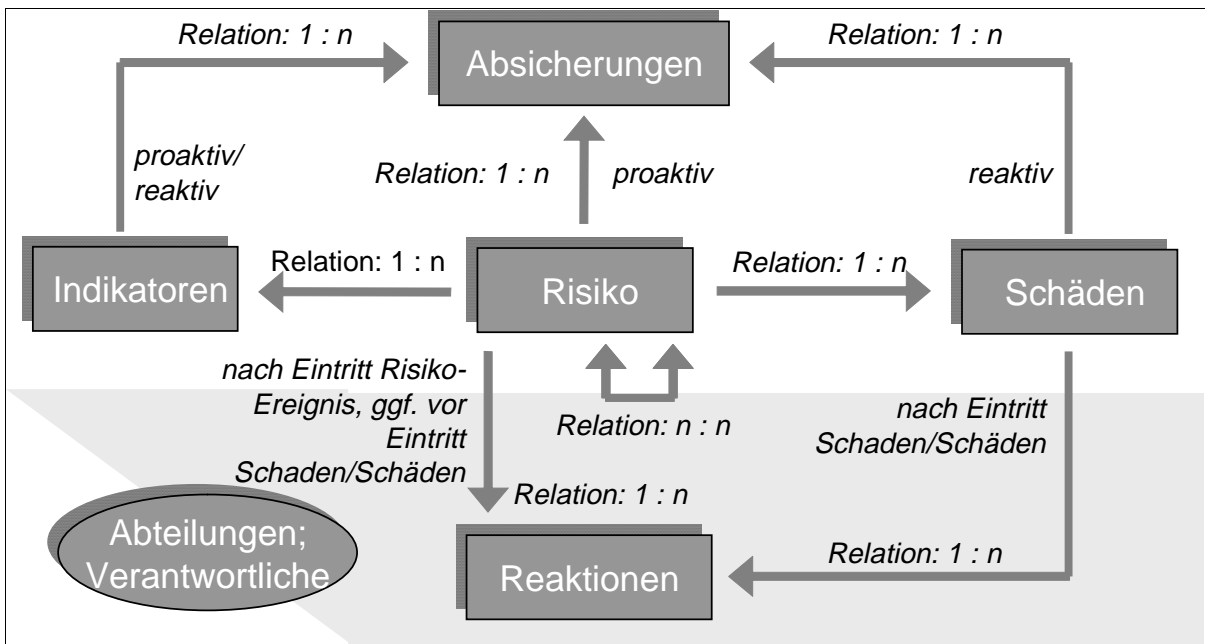 Relation: 1 : n
Absicherungen
Relation: 1 : n
proaktiv/
reaktiv
Relation: 1 : n
proaktiv
reaktiv
Indikatoren
Relation: 1 : n
Risiko
Relation: 1 : n
Schäden
nach Eintritt Risiko-
Ereignis, ggf. vor
Eintritt
Schaden/Schäden
Relation: n : n
nach Eintritt
Schaden/Schäden
Relation: 1 : n
Abteilungen;
Verantwortliche
Reaktionen
Relation: 1 : n